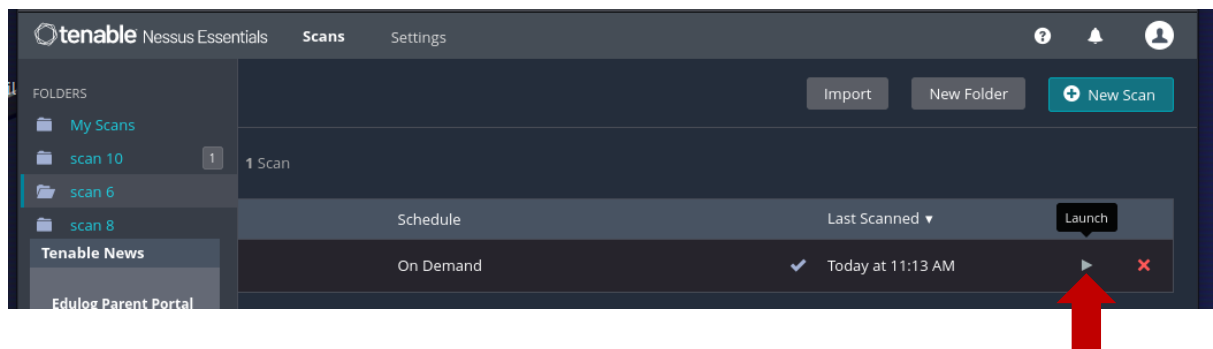 tenable Nessus Essentials Scans Settings
FOLDERS
Import New Folder New Scan
My Scans
scan 10 1
1 Scan
scan 6
scan 8
Schedule Last Scanned ▼ Launch
Tenable News
On Demand Today at 11:13 AM
Edulog Parent Portal